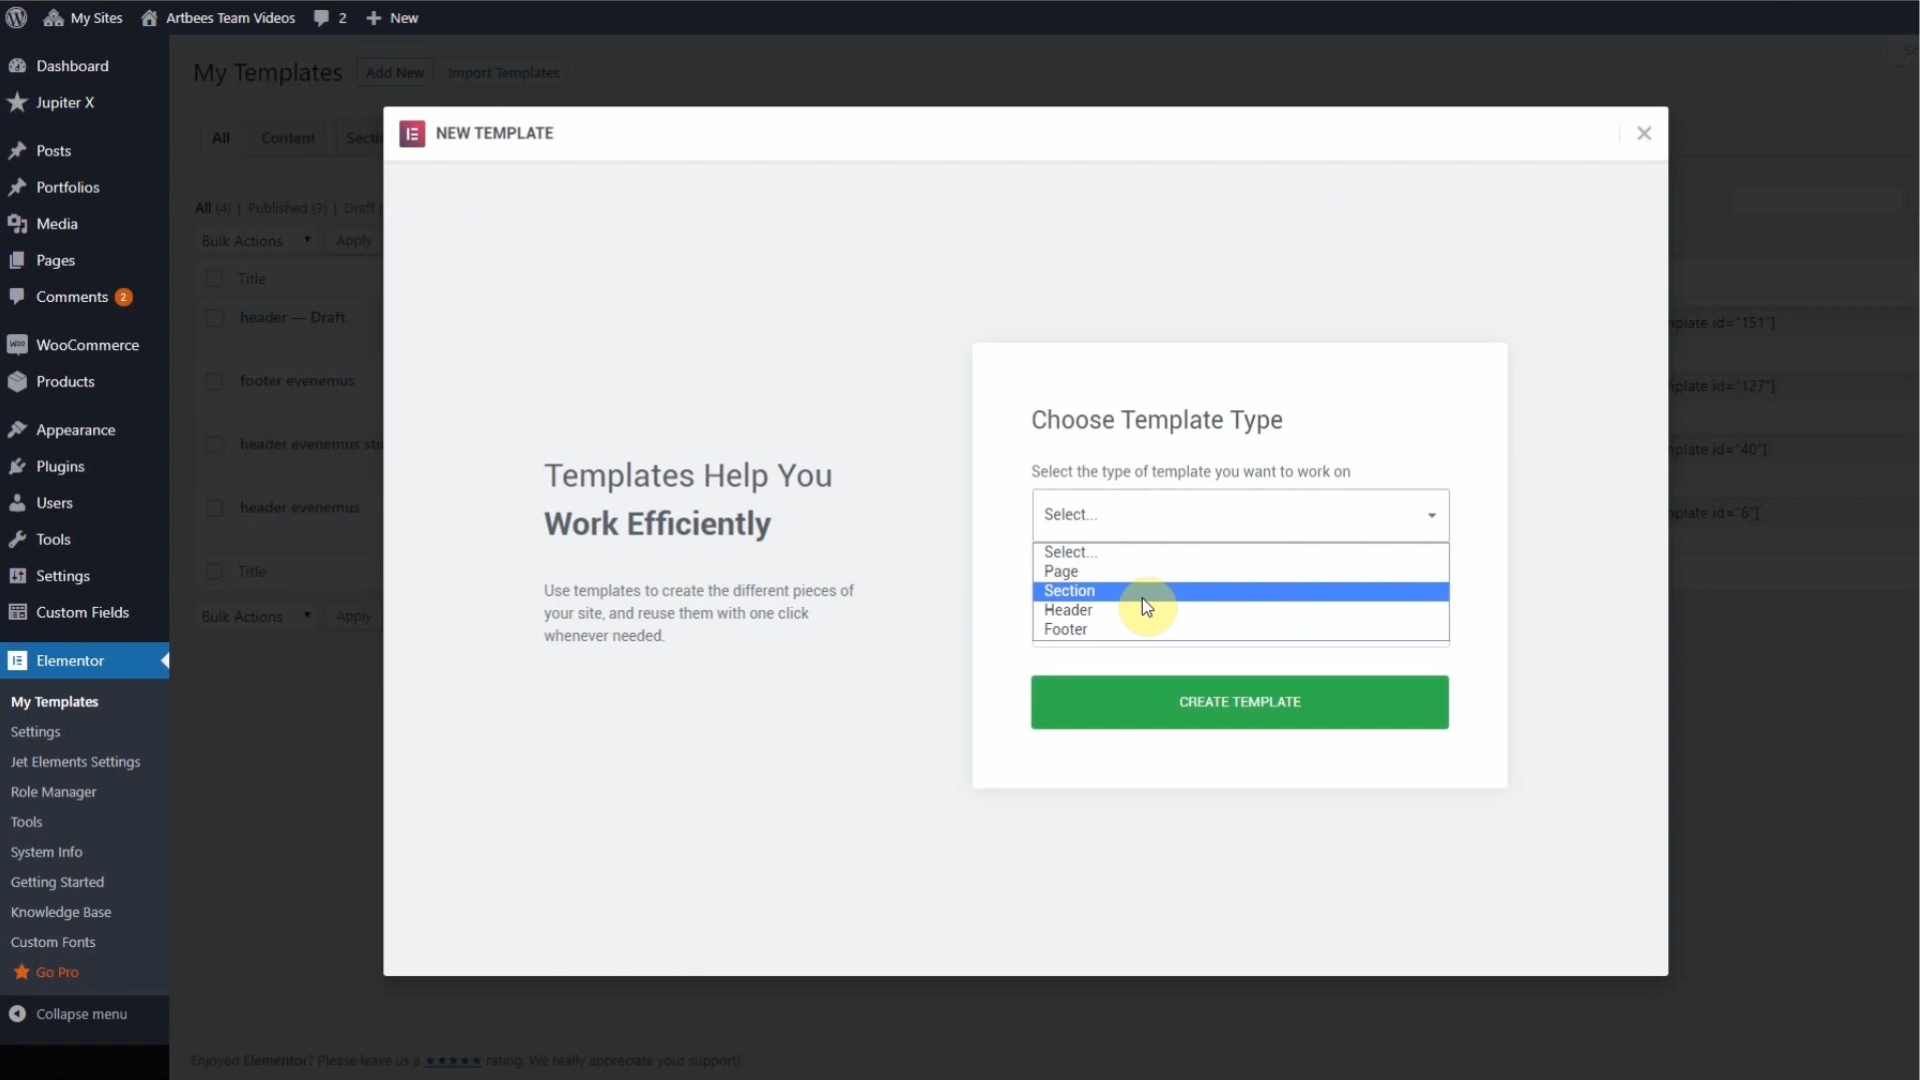 My Sites
Artbees Team Videos
2
New
Dashboard
Jupiter X
Posts
Portfolios
Media
Pages
Comments 2
WooCommerce
Products
Appearance
Plugins
Users
Tools
Settings
Custom Fields
Elementor
My Templates
Settings
Jet Elements Settings
Role Manager
Tools
System Info
Getting Started
Knowledge Base
Custom Fonts
Go Pro
Collapse menu
My Templates
Add New
Import Templates
All
Content
All (4) | Published (3) | Draft
Bulk Actions
Apply
Title
header — Draft
footer evenemus
header evenemus
header evenemus
Title
Bulk Actions
Apply
id="151"]
id="127"]
id="40"]
id="6"]
NEW TEMPLATE
Templates Help You
Work Efficiently
Use templates to create the different pieces of
your site, and reuse them with one click
whenever needed.
Choose Template Type
Select the type of template you want to work on
Select...
Select...
Page
Section
Header
Footer
CREATE TEMPLATE
Enjoyed Elementor? Please leave us a ★★★★★ rating. We really appreciate your support!